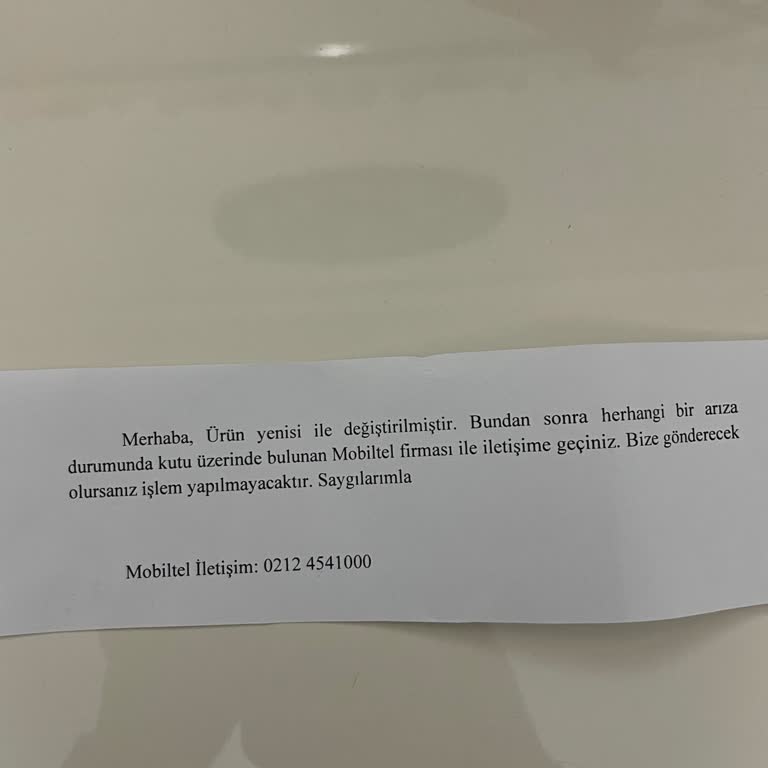 Merhaba, Ürün yenisi ile değiştirilmiştir. Bundan sonra herhangi bir arıza
durumunda kutu üzerinde bulunan Mobiltel firması ile iletişime geçiniz. Bize gönderecek
olursanız işlem yapılmayacaktır. Saygılarımla
Mobiltel İletişim: 0212 4541000